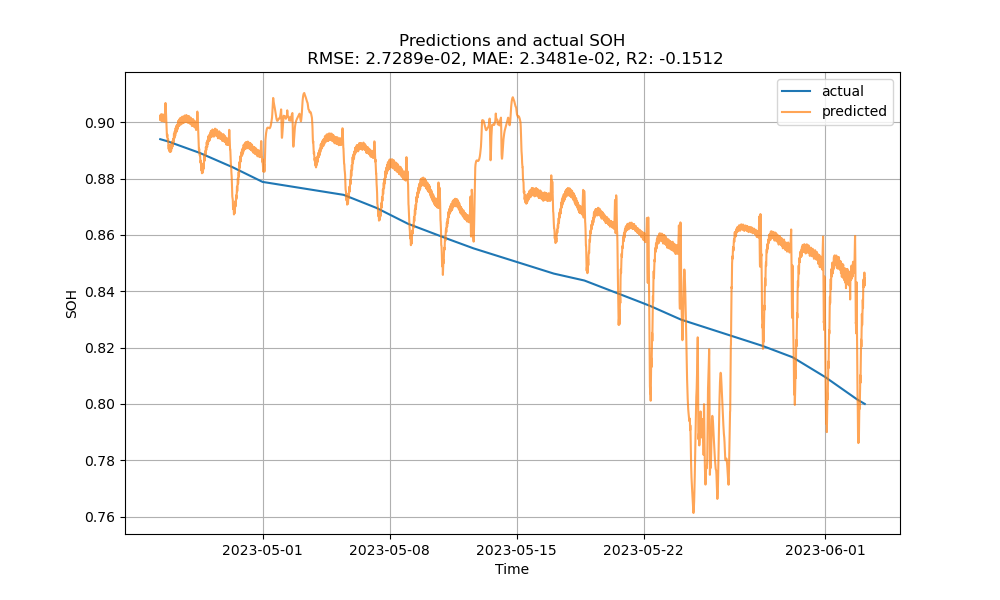 Predictions and actual SOH
RMSE: 2.7289e-02, MAE: 2.3481e-02, R2: -0.1512
actual
predicted
SOH
0.90
0.88
0.86
0.84
0.82
0.80
0.78
0.76
2023-05-01
2023-05-08
2023-05-15
2023-05-22
2023-06-01
Time